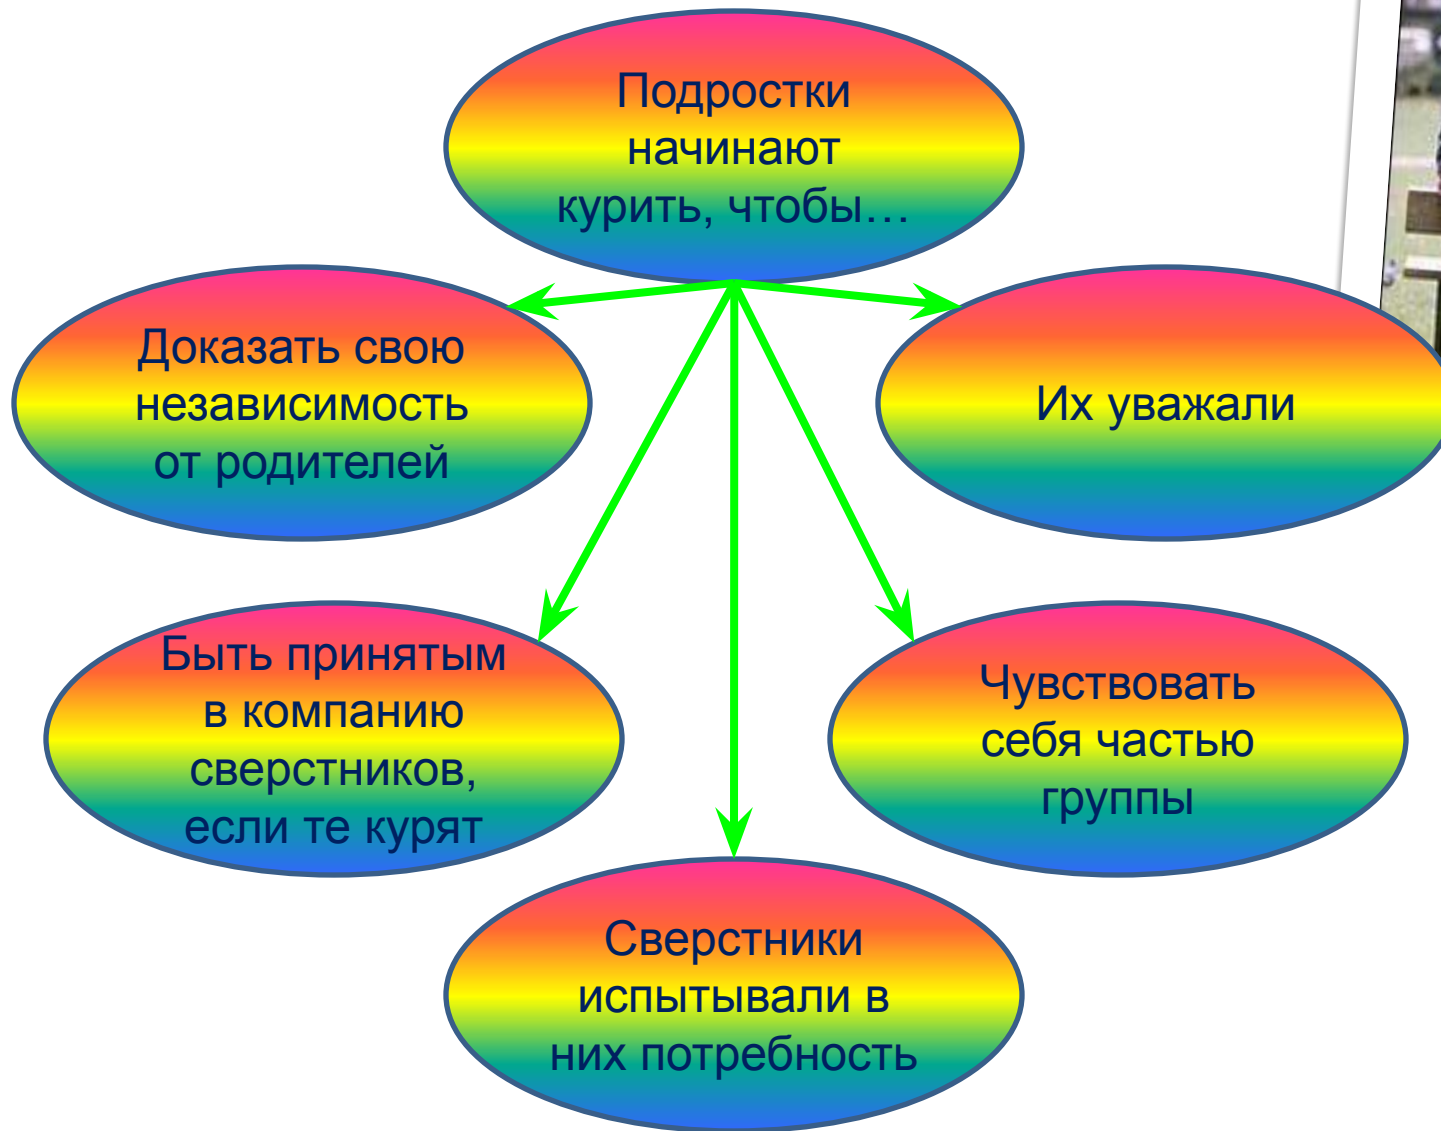 Подростки
начинают
курить, чтобы…
Доказать свою
независимость
от родителей
Их уважали
Быть принятым
в компанию
сверстников,
если те курят
Чувствовать
себя частью
группы
Сверстники
испытывали в
них потребность